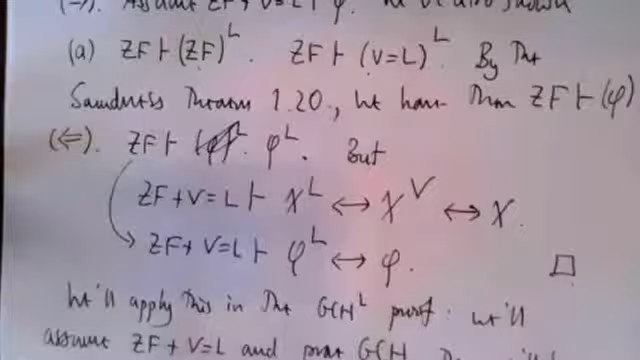 (→). Assume ZF + V=L ⊢ φ. We've also shown
(a) ZF ⊢ (ZF)^L. ZF ⊢ (V=L)^L. By The
Soundness Theorem 1.20, we have then ZF ⊢ (φ)
(⇐). ZF ⊢ φ^L. But
ZF + V=L ⊢ χ^L ↔ χ^V ↔ χ.
ZF + V=L ⊢ φ^L ↔ φ. □
We'll apply this in The GCH^L proof: we'll
assume ZF + V=L and prove GCH